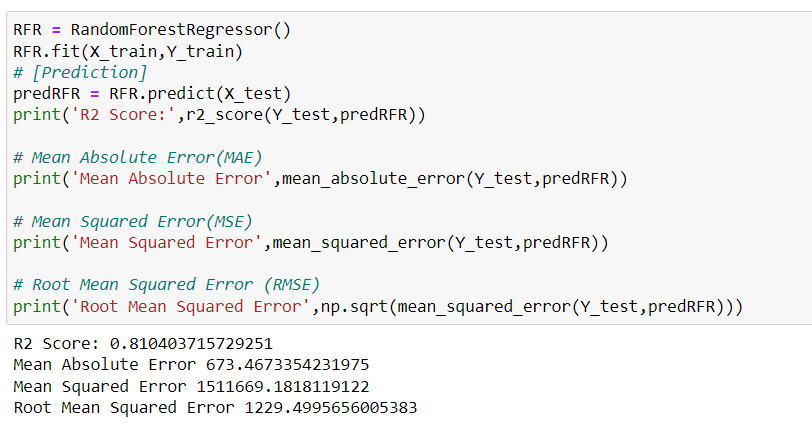 RFR = RandomForestRegressor()
RFR.fit(X_train,Y_train)
# [Prediction]
predRFR = RFR.predict(X_test)
print('R2 Score:',r2_score(Y_test,predRFR))
# Mean Absolute Error(MAE)
print('Mean Absolute Error',mean_absolute_error(Y_test,predRFR))
# Mean Squared Error(MSE)
print('Mean Squared Error',mean_squared_error(Y_test,predRFR))
# Root Mean Squared Error (RMSE)
print('Root Mean Squared Error',np.sqrt(mean_squared_error(Y_test,predRFR)))
R2 Score: 0.810403715729251
Mean Absolute Error 673.4673354231975
Mean Squared Error 1511669.1818119122
Root Mean Squared Error 1229.4995656005383